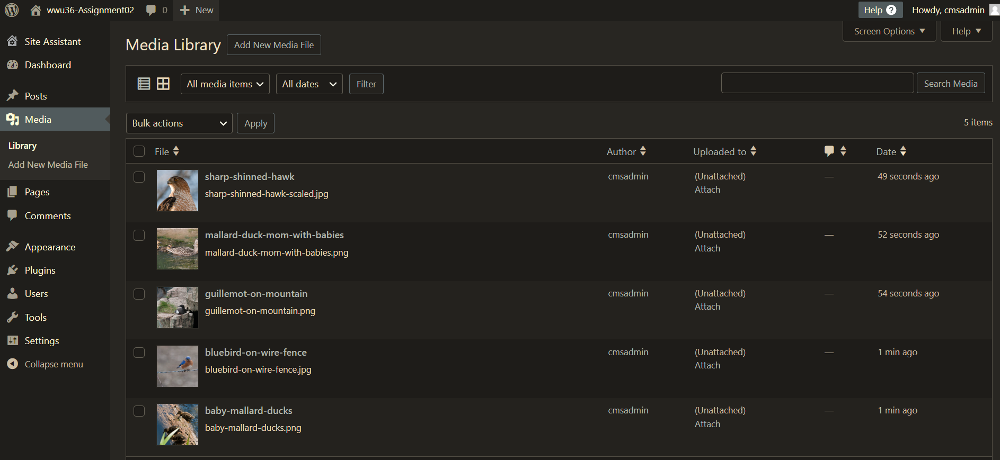 wwu36-Assignment02 0 New Help ? Howdy, cmsadmin
Site Assistant
Dashboard
Posts
Media
Library
Add New Media File
Pages
Comments
Appearance
Plugins
Users
Tools
Settings
Collapse menu
Screen Options Help
Media Library Add New Media File
All media items All dates Filter Search Media
Bulk actions Apply 5 items
File Author Uploaded to Date
sharp-shinned-hawk cmsadmin (Unattached) — 49 seconds ago
sharp-shinned-hawk-scaled.jpg Attach
mallard-duck-mom-with-babies cmsadmin (Unattached) — 52 seconds ago
mallard-duck-mom-with-babies.png Attach
guillemot-on-mountain cmsadmin (Unattached) — 54 seconds ago
guillemot-on-mountain.png Attach
bluebird-on-wire-fence cmsadmin (Unattached) — 1 min ago
bluebird-on-wire-fence.jpg Attach
baby-mallard-ducks cmsadmin (Unattached) — 1 min ago
baby-mallard-ducks.png Attach